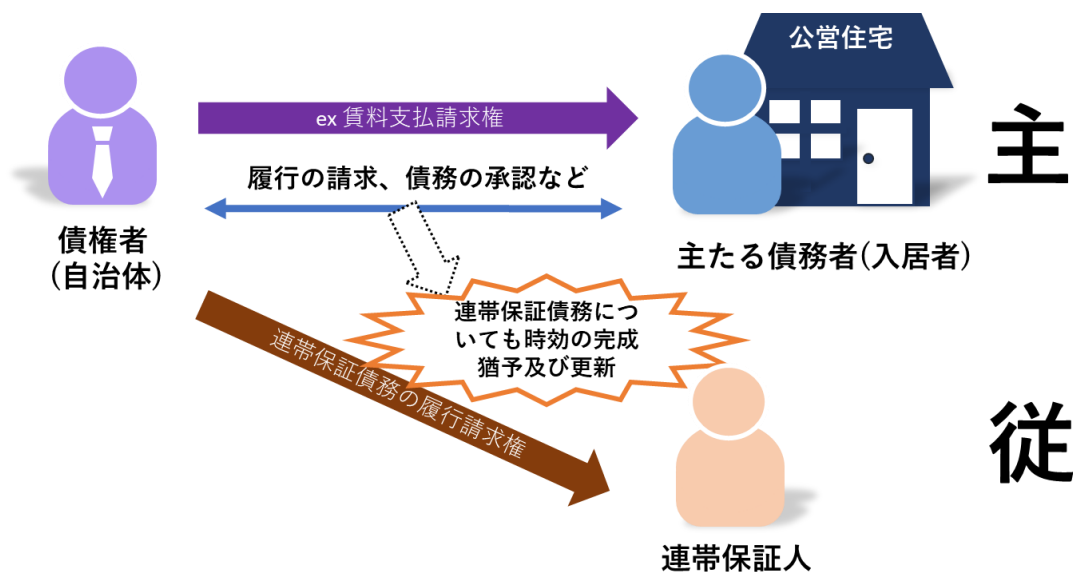 公営住宅
ex 賃料支払請求権
主
履行の請求、債務の承認など
債権者
(自治体)
主たる債務者(入居者)
連帯保証債務につ
いても時効の完成
猶予及び更新
連帯保証債務の履行請求権
従
連帯保証人